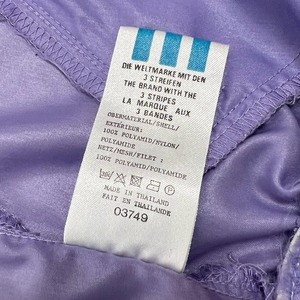 DIE WELTMARKE MIT DEN
3 STREIFEN
THE BRAND WITH THE
3 STRIPES
LA MARQUE AUX
3 BANDES
OBERMATERIAL/SHELL/
EXTÉRIEUR:
100% POLYAMID/NYLON/
POLYAMIDE
NETZ/MESH/FILET:
100% POLYAMID/POLYAMIDE
MADE IN THAILAND
FAIT EN THAILANDE
03749